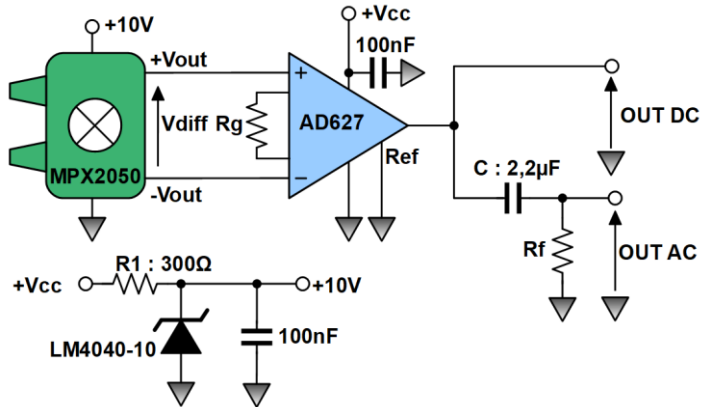 +10V
+Vcc
100nF
+Vout
+
Vdiff
Rg
AD627
OUT DC
MPX2050
-Vout
−
Ref
C : 2,2µF
Rf
OUT AC
R1 : 300Ω
+Vcc
+10V
LM4040-10
100nF